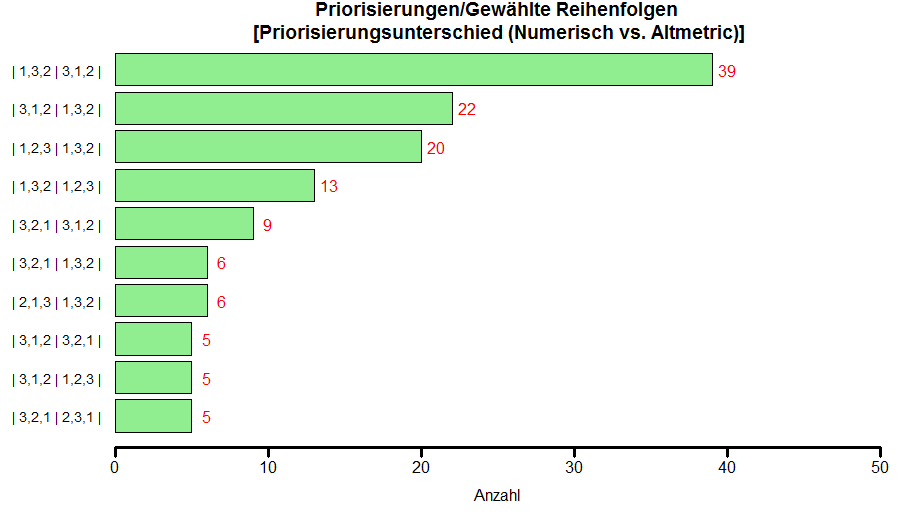 Priorisierungen/Gewählte Reihenfolgen
[Priorisierungsunterschied (Numerisch vs. Altmetric)]
| 1,3,2 | 3,1,2 | 39
| 3,1,2 | 1,3,2 | 22
| 1,2,3 | 1,3,2 | 20
| 1,3,2 | 1,2,3 | 13
| 3,2,1 | 3,1,2 | 9
| 3,2,1 | 1,3,2 | 6
| 2,1,3 | 1,3,2 | 6
| 3,1,2 | 3,2,1 | 5
| 3,1,2 | 1,2,3 | 5
| 3,2,1 | 2,3,1 | 5
0 10 20 30 40 50
Anzahl